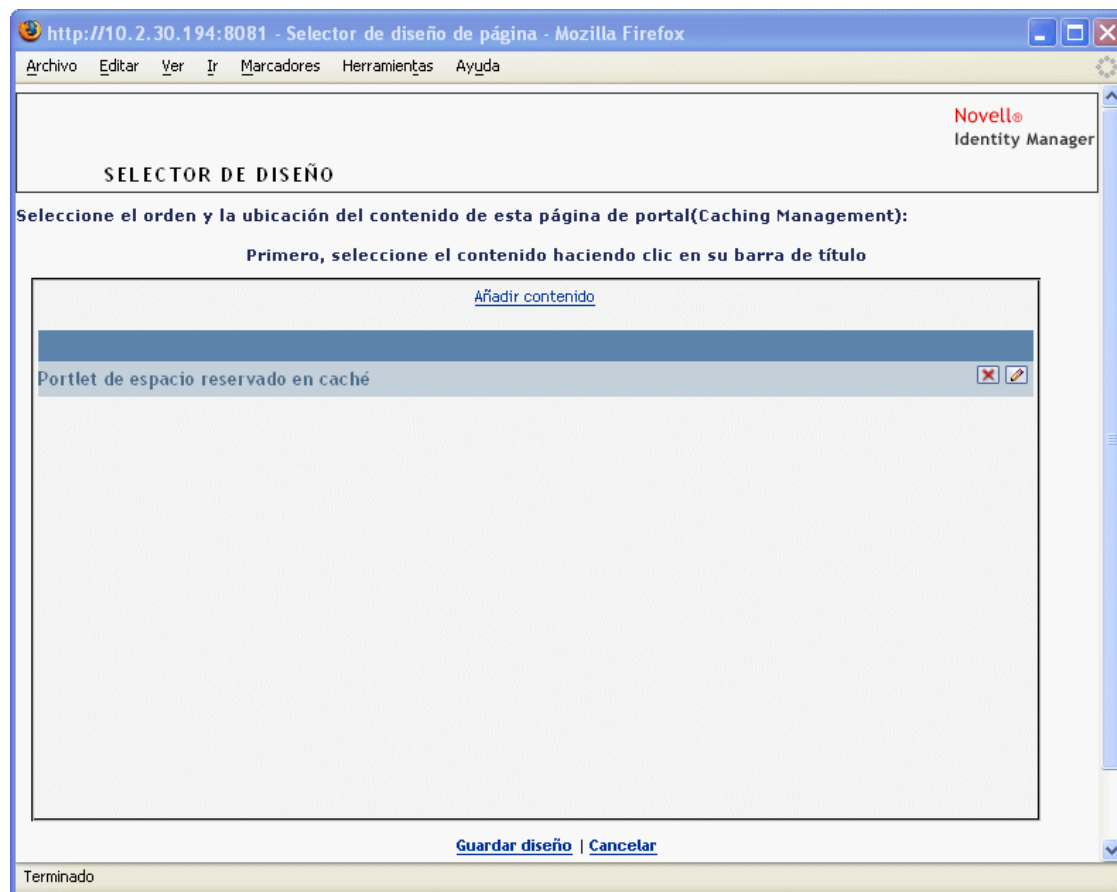 http://10.2.30.194:8081 - Selector de diseño de página - Mozilla Firefox
Archivo Editar Ver Ir Marcadores Herramientas Ayuda
Novell®
Identity Manager
SELECTOR DE DISEÑO
Seleccione el orden y la ubicación del contenido de esta página de portal(Caching Management):
Primero, seleccione el contenido haciendo clic en su barra de título
Añadir contenido
Portlet de espacio reservado en caché
Guardar diseño | Cancelar
Terminado